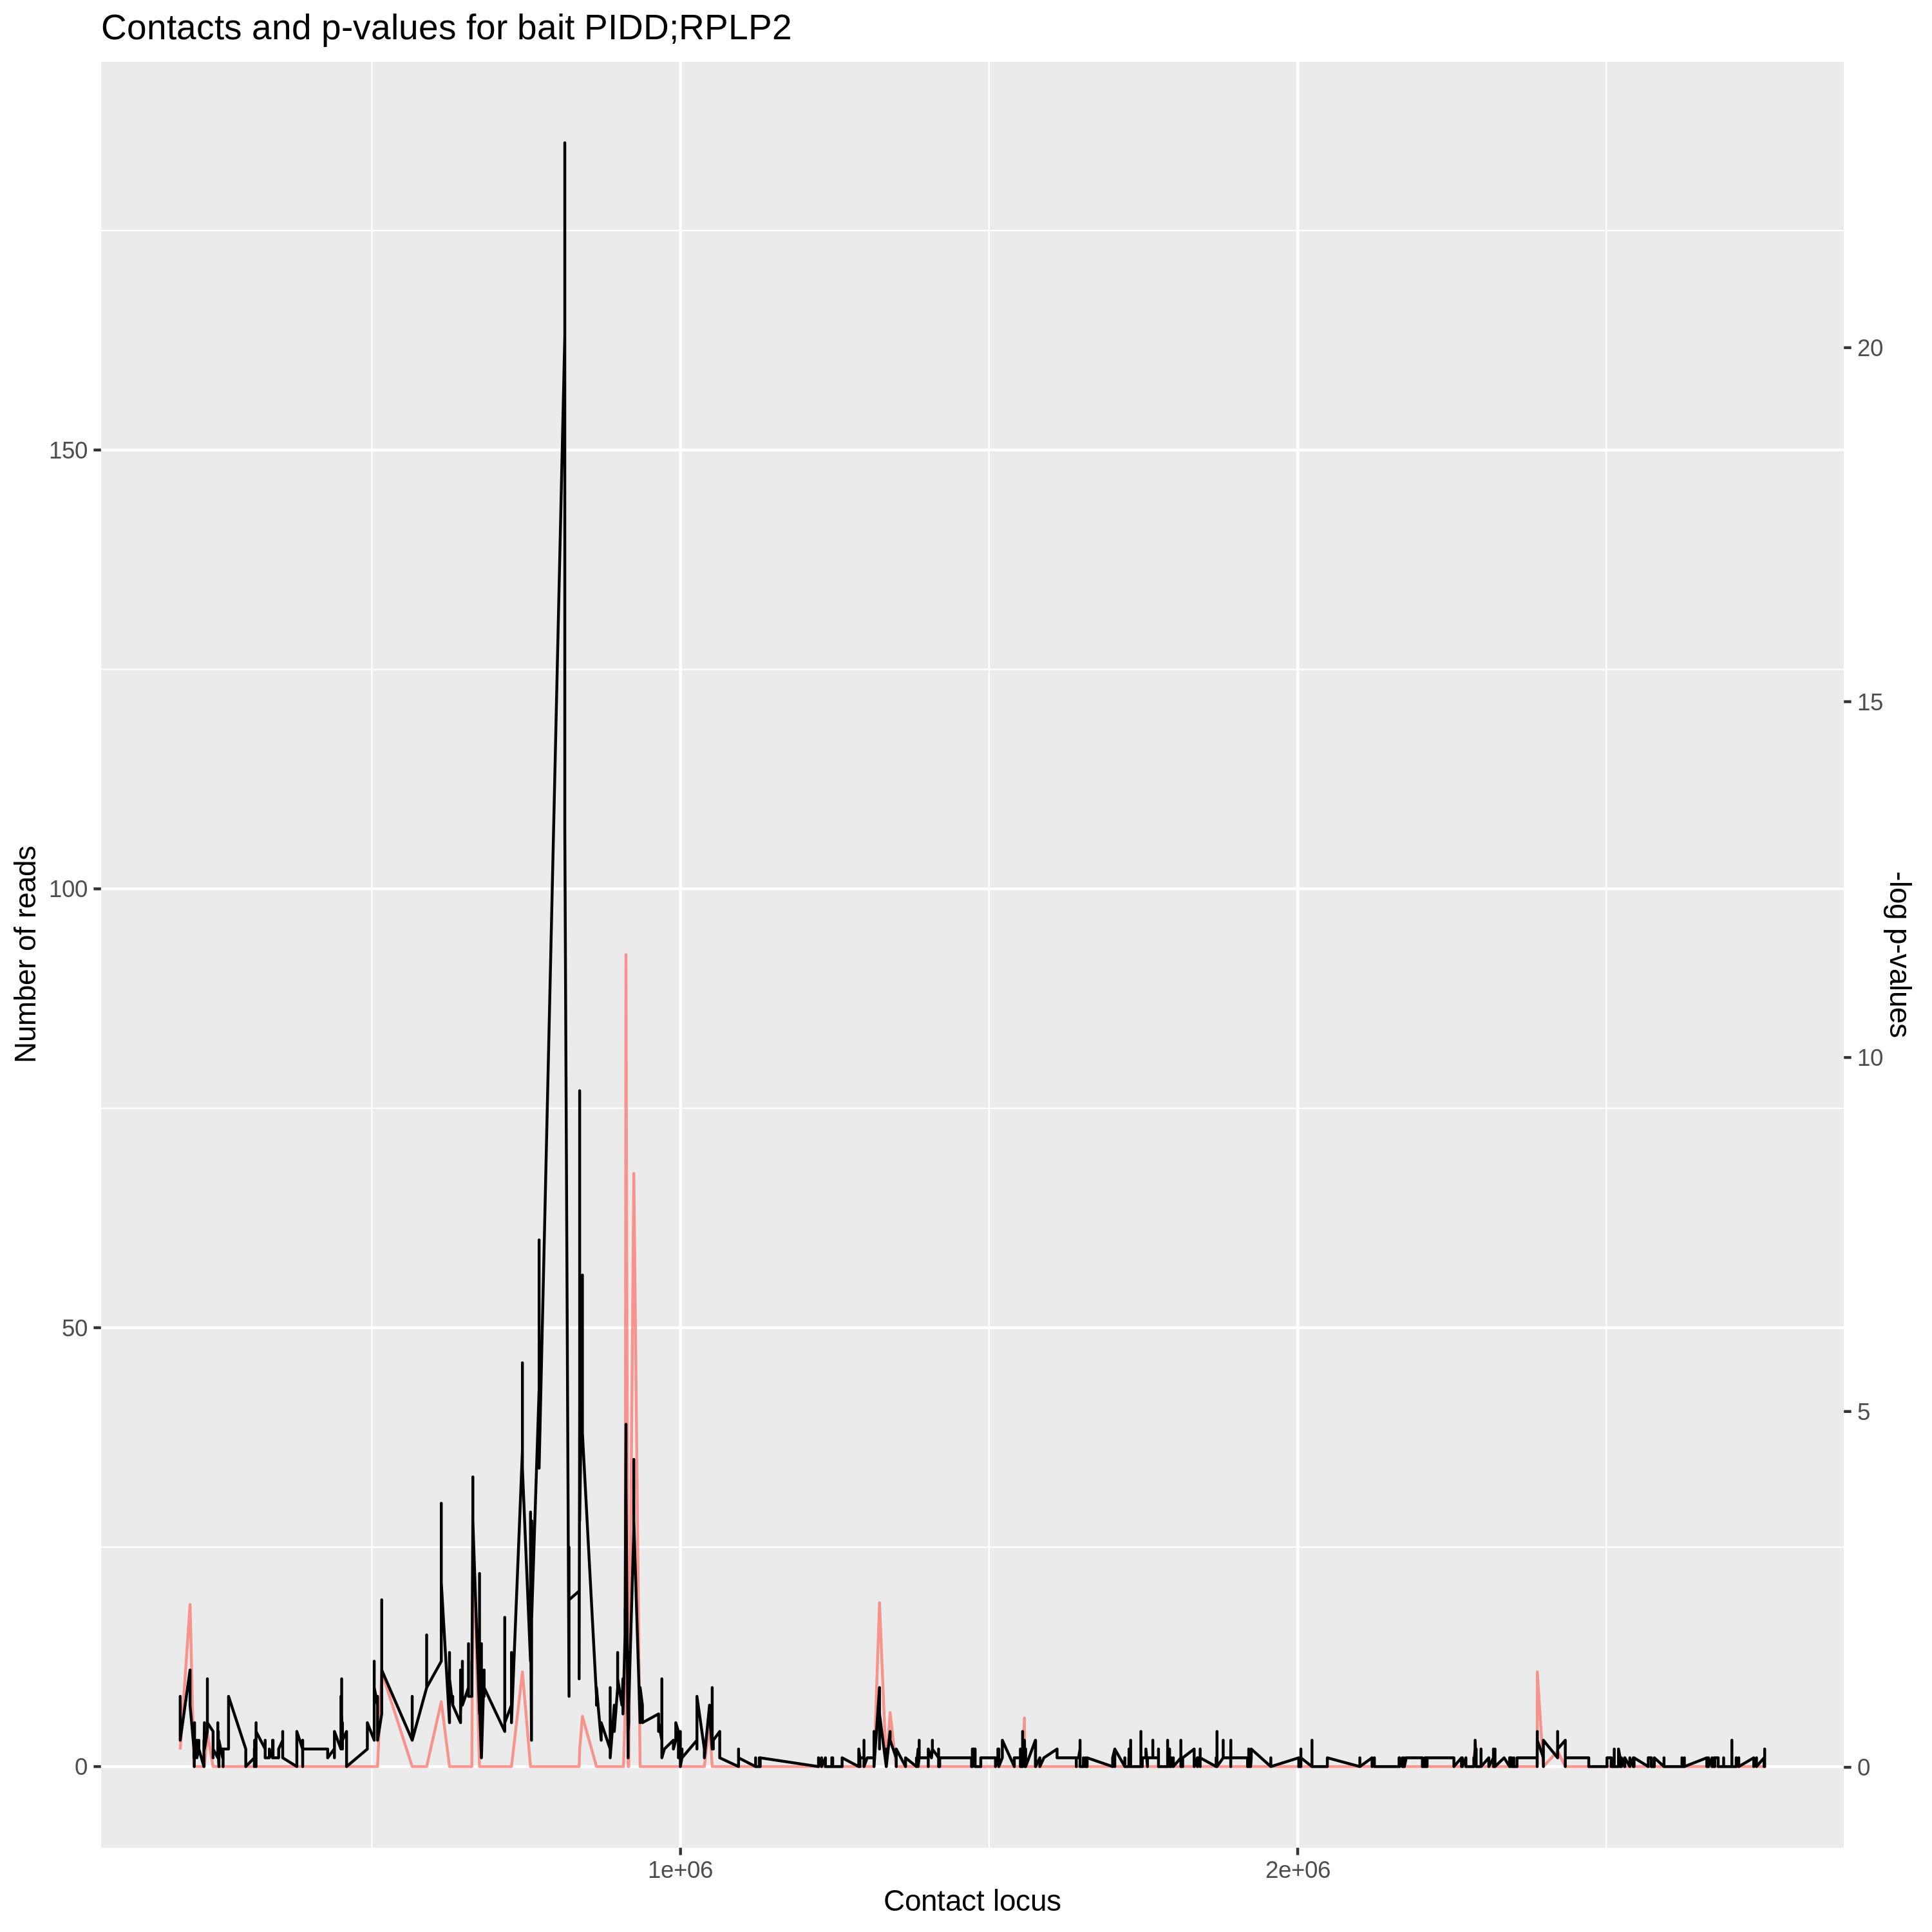 Contacts and p-values for bait PIDD;RPLP2
Number of reads
150
100
50
0
20
15
10
5
0
-log p-values
1e+06
2e+06
Contact locus